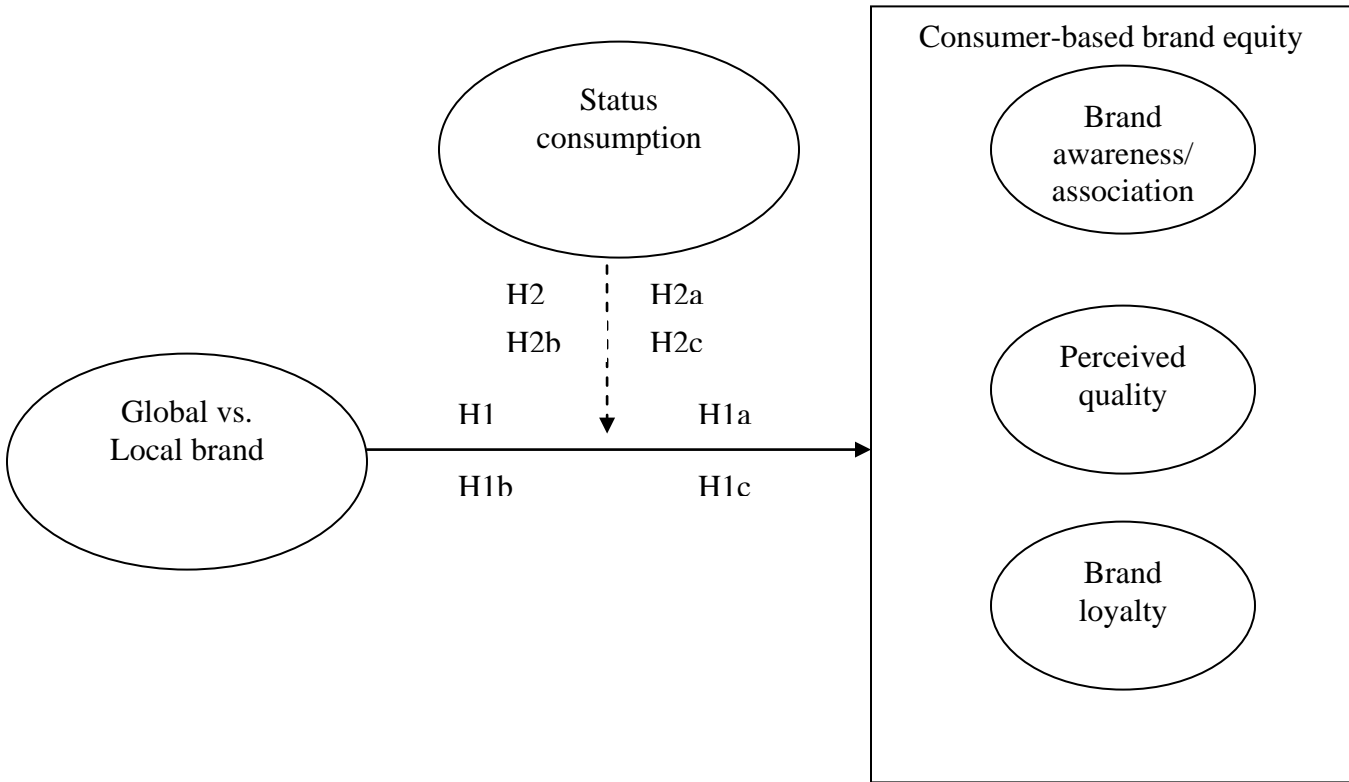 Consumer-based brand equity
Status
consumption
Brand
awareness/
association
H2
H2a
H2b
H2c
Perceived
quality
Global vs.
Local brand
H1
H1a
H1b
H1c
Brand
loyalty